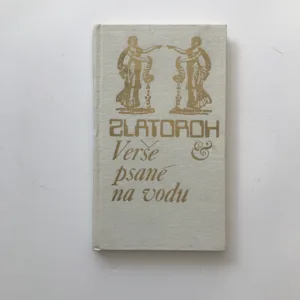 ZLATOROH
Verše &
psané
na vodu